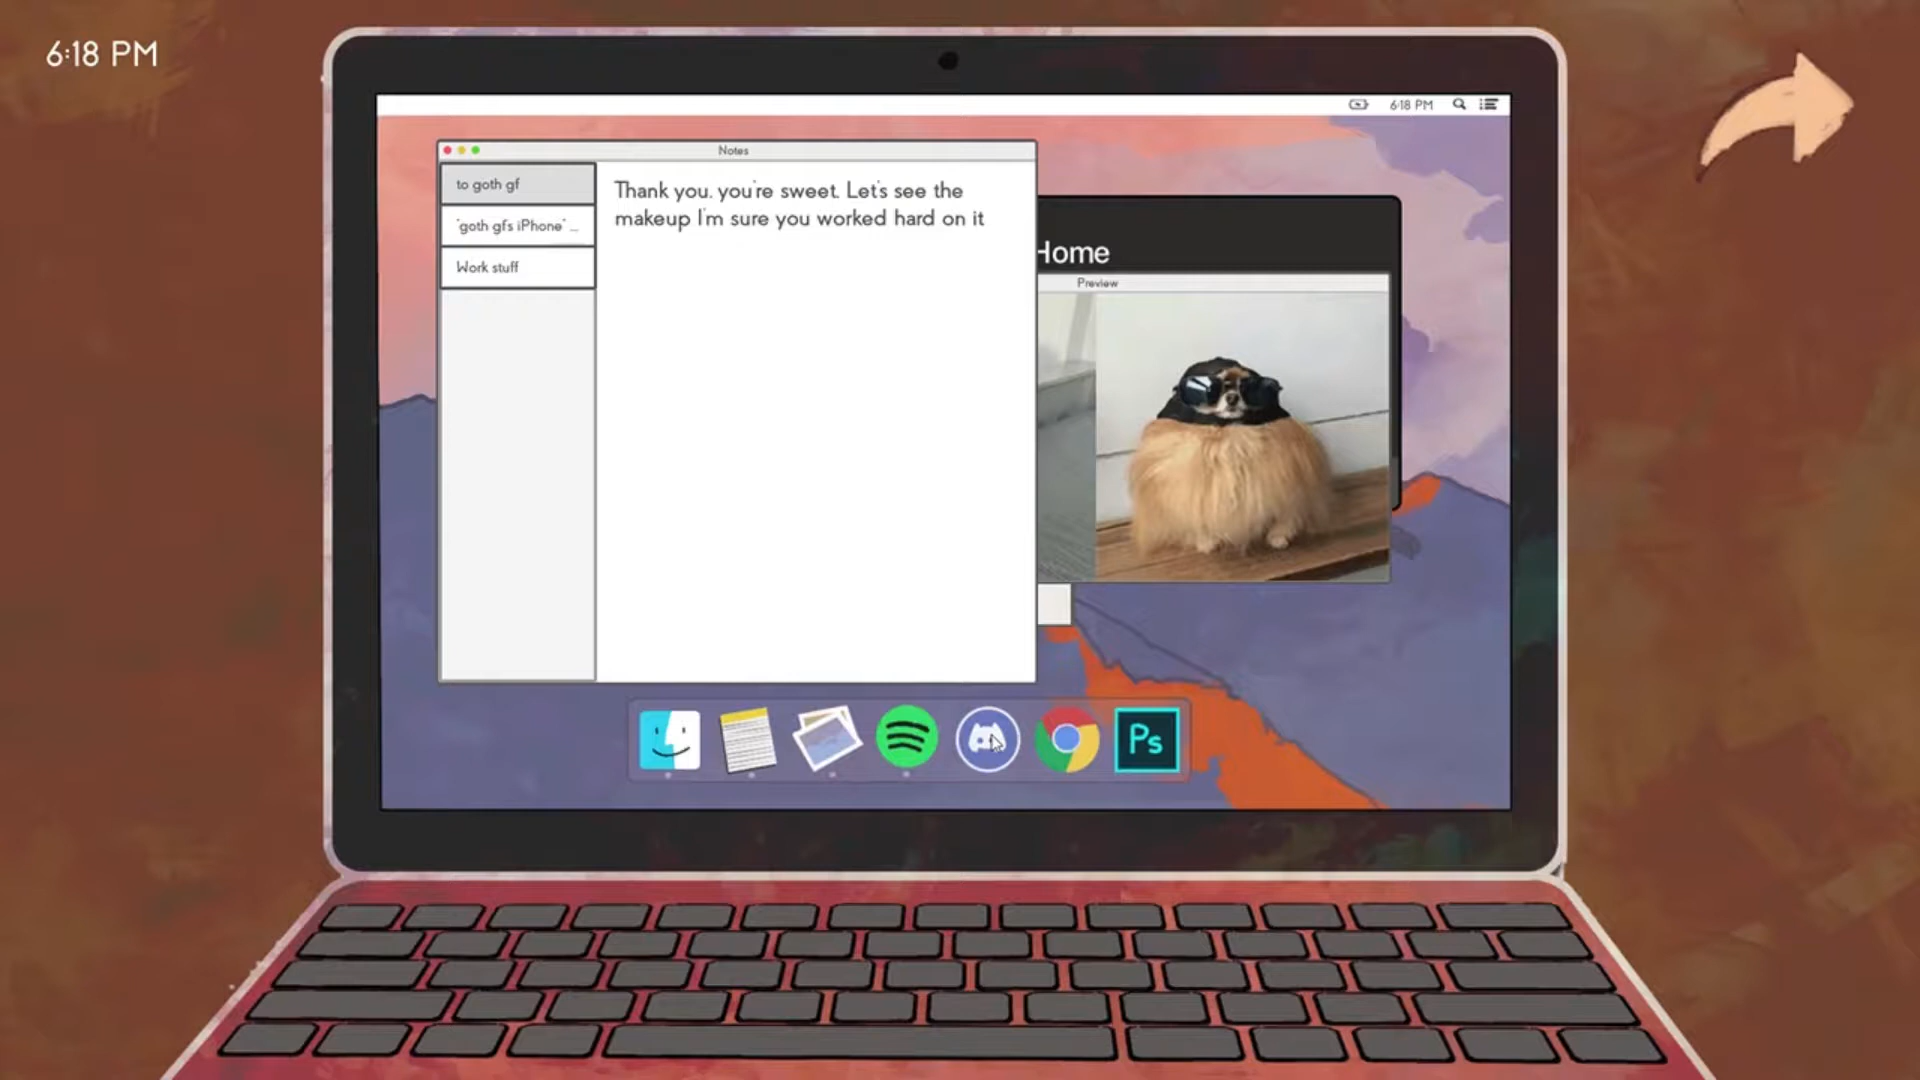 6:18 PM
6:18 PM
Notes
to goth gf
"goth gfs iPhone" ...
Work stuff
Thank you. you're sweet. Let's see the
makeup I'm sure you worked hard on it
Home
Preview
Ps